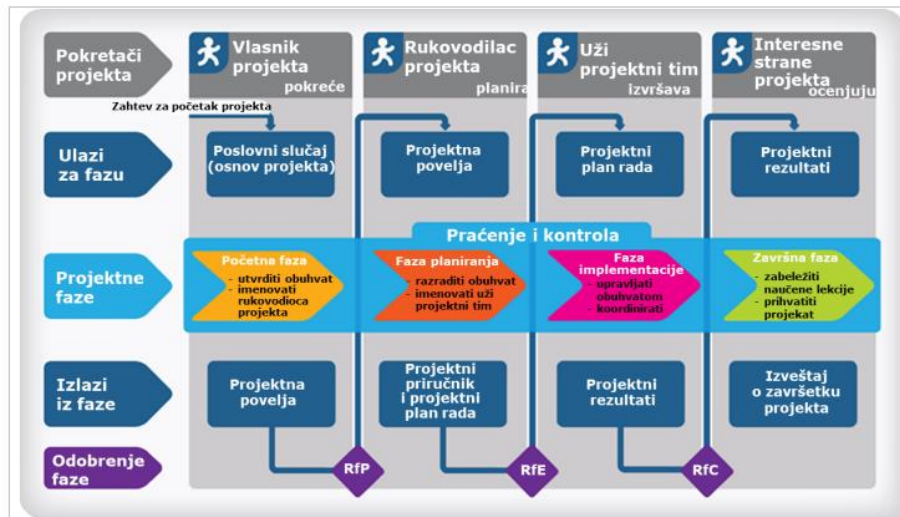 Pokretači
projekta
Vlasnik
projekta
pokreće
Rukovodilac
projekta
planira
Uži
projektni tim
izvršava
Interesne
strane
projekta
ocenjuju
Zahtev za početak projekta
Ulazi
za fazu
Poslovni slučaj
(osnov projekta)
Projektna
povelja
Projektni
plan rada
Projektni
rezultati
Praćenje i kontrola
Projektne
faze
Početna faza
- utvrditi obuhvat
- imenovati
rukovodioca
projekta
Faza planiranja
- razraditi obuhvat
- imenovati uži
projektni tim
Faza
implementacije
- upravljati
obuhvatom
- koordinirati
Završna faza
- zabeležiti
naučene lekcije
- prihvatiti
projekat
Izlazi
iz faze
Projektna
povelja
Projektni
priručnik
i projektni
plan rada
Projektni
rezultati
Izveštaj
o završetku
projekta
Odobrenje
faze
RfP
RfE
RfC